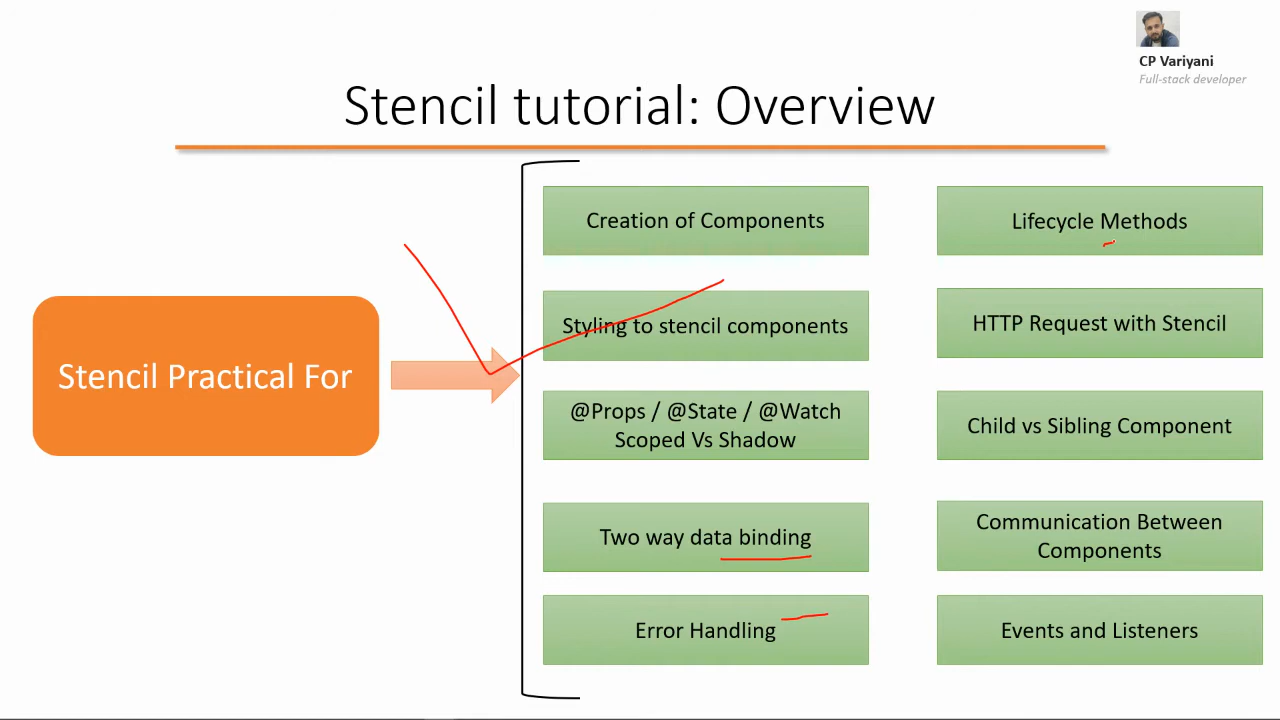 CP Variyani
Full-stack developer
Stencil tutorial: Overview
Stencil Practical For
Creation of Components
Styling to stencil components
@Props / @State / @Watch
Scoped Vs Shadow
Two way data binding
Error Handling
Lifecycle Methods
HTTP Request with Stencil
Child vs Sibling Component
Communication Between
Components
Events and Listeners